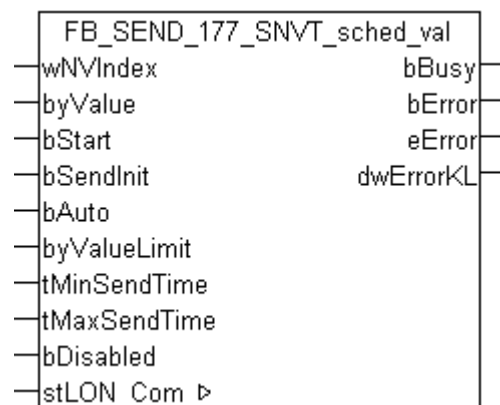 FB_SEND_177_SNVT_sched_val
wNVIndex bBusy
byValue bError
bStart eError
bSendInit dwErrorKL
bAuto
byValueLimit
tMinSendTime
tMaxSendTime
bDisabled
stLON_Com ▷